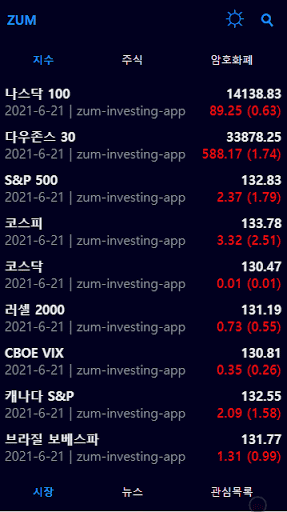 ZUM
지수 주식 암호화폐
나스닥 100 14138.83
2021-6-21 | zum-investing-app 89.25 (0.63)
다우존스 30 33878.25
2021-6-21 | zum-investing-app 588.17 (1.74)
S&P 500 132.83
2021-6-21 | zum-investing-app 2.37 (1.79)
코스피 133.78
2021-6-21 | zum-investing-app 3.32 (2.51)
코스닥 130.47
2021-6-21 | zum-investing-app 0.01 (0.01)
러셀 2000 131.19
2021-6-21 | zum-investing-app 0.73 (0.55)
CBOE VIX 130.81
2021-6-21 | zum-investing-app 0.35 (0.26)
캐나다 S&P 132.55
2021-6-21 | zum-investing-app 2.09 (1.58)
브라질 보베스파 131.77
2021-6-21 | zum-investing-app 1.31 (0.99)
시장 뉴스 관심목록